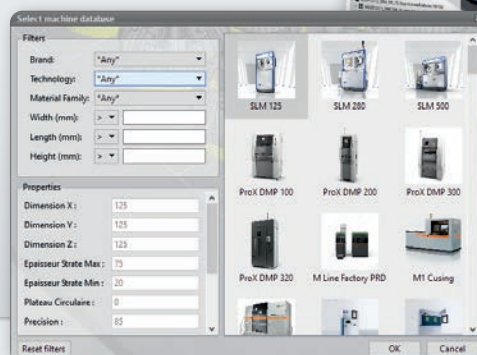 Select machine database
Filters
Brand: "Any"
Technology: "Any"
Material Family: "Any"
Width (mm): >
Length (mm): >
Height (mm): >
Properties
Dimension X : 125
Dimension Y : 125
Dimension Z : 125
Epaisseur Strate Max : 75
Epaisseur Strate Min : 20
Plateau Circulaire : 0
Precision : 85
Reset filters
SLM 125
SLM 280
SLM 500
ProX DMP 100
ProX DMP 200
ProX DMP 300
ProX DMP 320
M Line Factory PRD
M1 Cusing
OK
Cancel